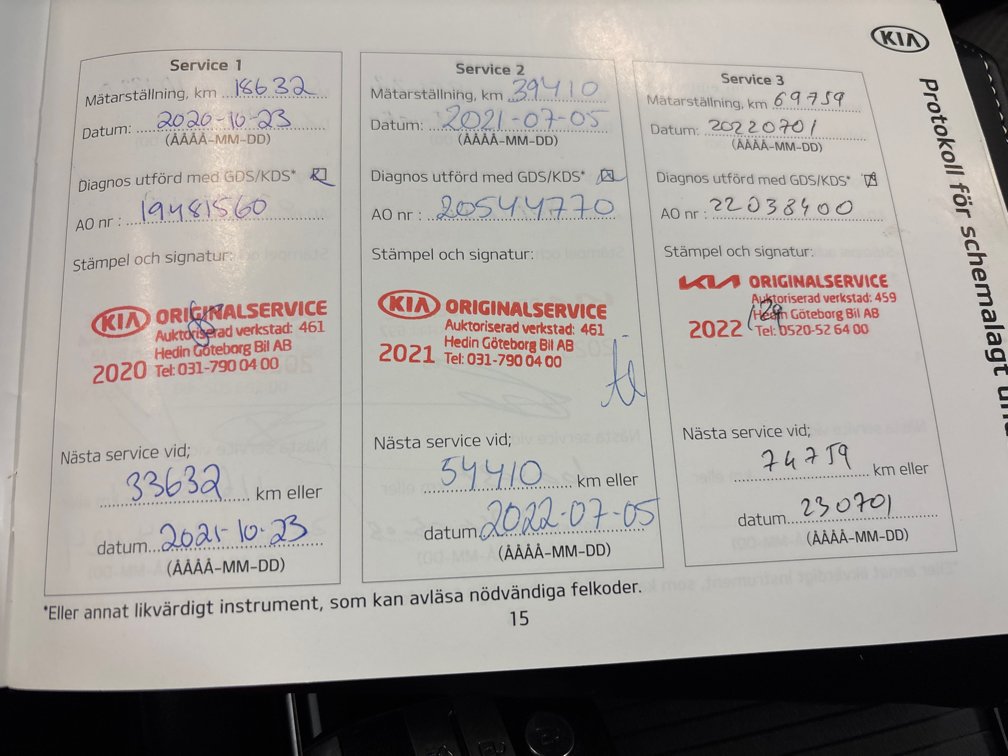 KIA
Protokoll för schemalagt
Service 1
Mätarställning, km 18632
Datum: 2020-10-23
(ÅÅÅÅ-MM-DD)
Diagnos utförd med GDS/KDS*
AO nr : 19481560
Stämpel och signatur:
KIA ORIGINALSERVICE
Auktoriserad verkstad: 461
Hedin Göteborg Bil AB
2020 Tel: 031-790 04 00
Nästa service vid;
33632 km eller
datum 2021-10-23
(ÅÅÅÅ-MM-DD)
Service 2
Mätarställning, km 39410
Datum: 2021-07-05
(ÅÅÅÅ-MM-DD)
Diagnos utförd med GDS/KDS*
AO nr : 20544770
Stämpel och signatur:
KIA ORIGINALSERVICE
Auktoriserad verkstad: 461
Hedin Göteborg Bil AB
2021 Tel: 031-790 04 00
Nästa service vid;
54410 km eller
datum 2022-07-05
(ÅÅÅÅ-MM-DD)
Service 3
Mätarställning, km 69759
Datum: 20220701
(ÅÅÅÅ-MM-DD)
Diagnos utförd med GDS/KDS*
AO nr : 22038400
Stämpel och signatur:
KIA ORIGINALSERVICE
Auktoriserad verkstad: 459
Hedin Göteborg Bil AB
2022 Tel: 0520-52 64 00
Nästa service vid;
74759 km eller
datum 230701
(ÅÅÅÅ-MM-DD)
*Eller annat likvärdigt instrument, som kan avläsa nödvändiga felkoder.
15